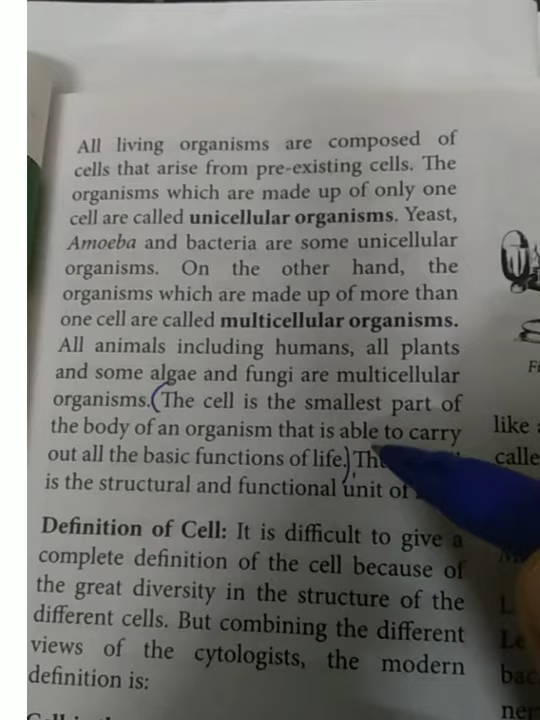 All living organisms are composed of
cells that arise from pre-existing cells. The
organisms which are made up of only one
cell are called unicellular organisms. Yeast,
Amoeba and bacteria are some unicellular
organisms. On the other hand, the
organisms which are made up of more than
one cell are called multicellular organisms.
All animals including humans, all plants
and some algae and fungi are multicellular
organisms. (The cell is the smallest part of
the body of an organism that is able to carry
out all the basic functions of life.)
is the structural and functional unit of
Definition of Cell: It is difficult to give a
complete definition of the cell because of
the great diversity in the structure of the
different cells. But combining the different
views of the cytologists, the modern
definition is:
like